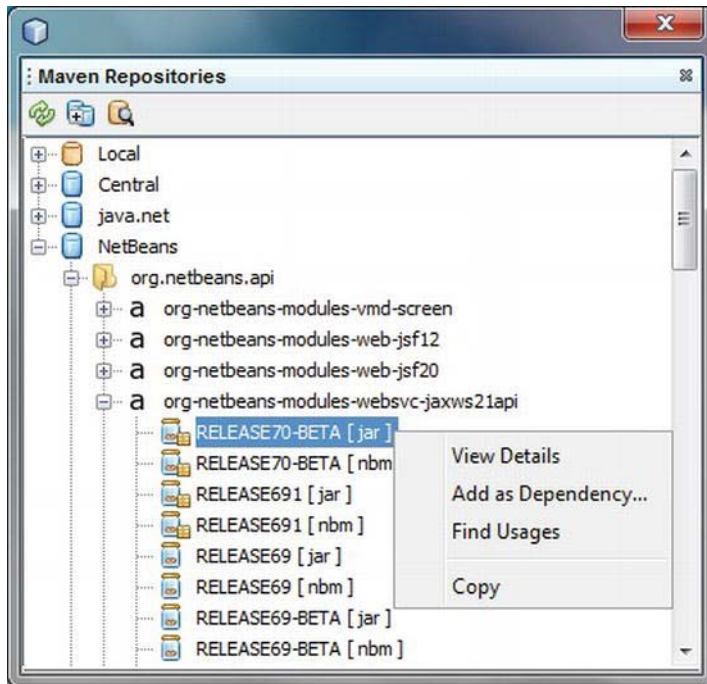 Maven Repositories
Local
Central
java.net
NetBeans
org.netbeans.api
a org-netbeans-modules-vmd-screen
a org-netbeans-modules-web-jsf12
a org-netbeans-modules-web-jsf20
a org-netbeans-modules-websvc-jaxws21api
RELEASE70-BETA [ jar ]
RELEASE70-BETA [ nbm
RELEASE691 [ jar ]
RELEASE691 [ nbm ]
RELEASE69 [ jar ]
RELEASE69 [ nbm ]
RELEASE69-BETA [ jar ]
RELEASE69-BETA [ nbm ]
View Details
Add as Dependency...
Find Usages
Copy